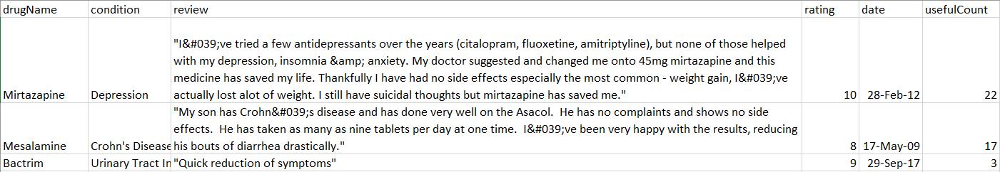 drugName condition review rating date usefulCount
"I&#039;ve tried a few antidepressants over the years (citalopram, fluoxetine, amitriptyline), but none of those helped
with my depression, insomnia &amp; anxiety. My doctor suggested and changed me onto 45mg mirtazapine and this
medicine has saved my life. Thankfully I have had no side effects especially the most common - weight gain, I&#039;ve
Mirtazapine Depression actually lost alot of weight. I still have suicidal thoughts but mirtazapine has saved me." 10 28-Feb-12 22
"My son has Crohn&#039;s disease and has done very well on the Asacol.  He has no complaints and shows no side
effects.  He has taken as many as nine tablets per day at one time.  I&#039;ve been very happy with the results, reducing
Mesalamine Crohn's Disease his bouts of diarrhea drastically." 8 17-May-09 17
Bactrim Urinary Tract In "Quick reduction of symptoms" 9 29-Sep-17 3